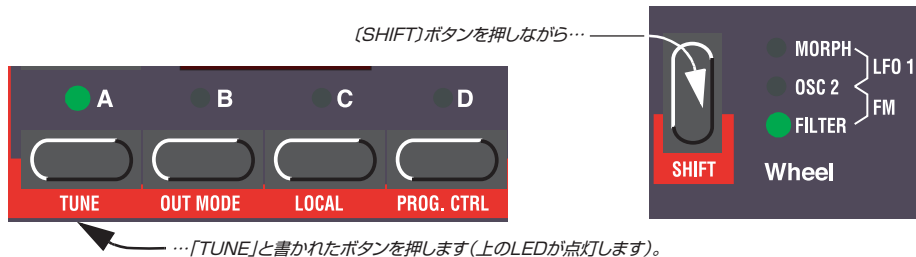 〔SHIFT〕ボタンを押しながら…
MORPH
OSC 2
FILTER
LFO 1
FM
SHIFT
Wheel
A
B
C
D
TUNE
OUT MODE
LOCAL
PROG. CTRL
…「TUNE」と書かれたボタンを押します（上のLEDが点灯します）。